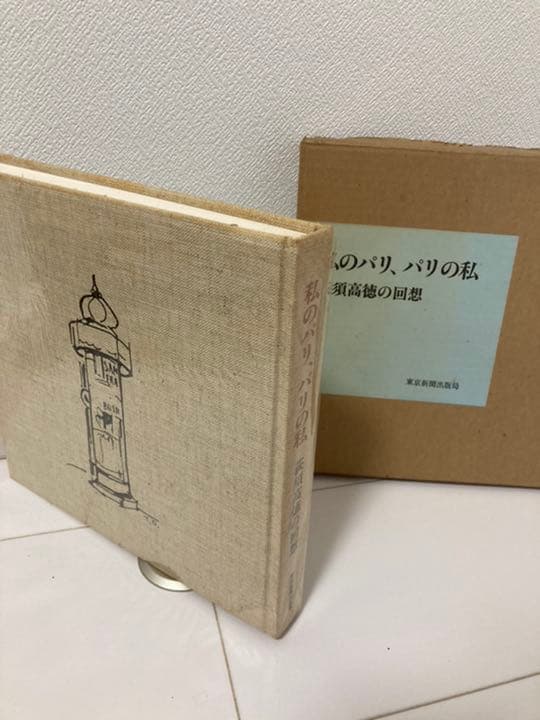 私のパリ、パリの私
荻須高徳の回想
私のパリ、パリの私
須高徳の回想
東京新聞出版局